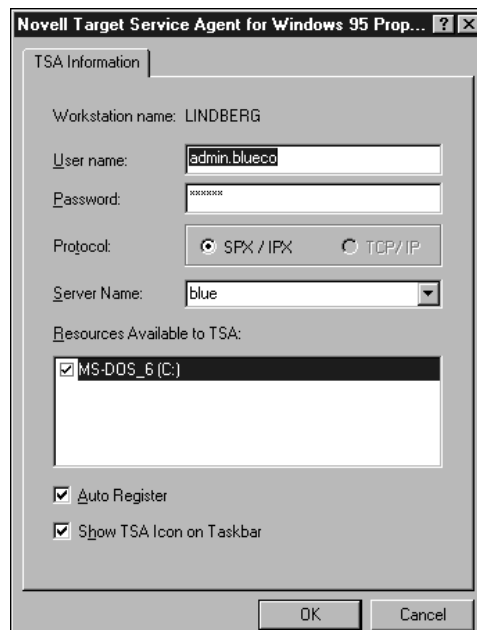 Novell Target Service Agent for Windows 95 Prop...
TSA Information
Workstation name: LINDBERG
User name: admin.blueco
Password: ××××××
Protocol: SPX / IPX TCP/IP
Server Name: blue
Resources Available to TSA:
MS-DOS_6 (C:)
Auto Register
Show TSA Icon on Taskbar
OK Cancel